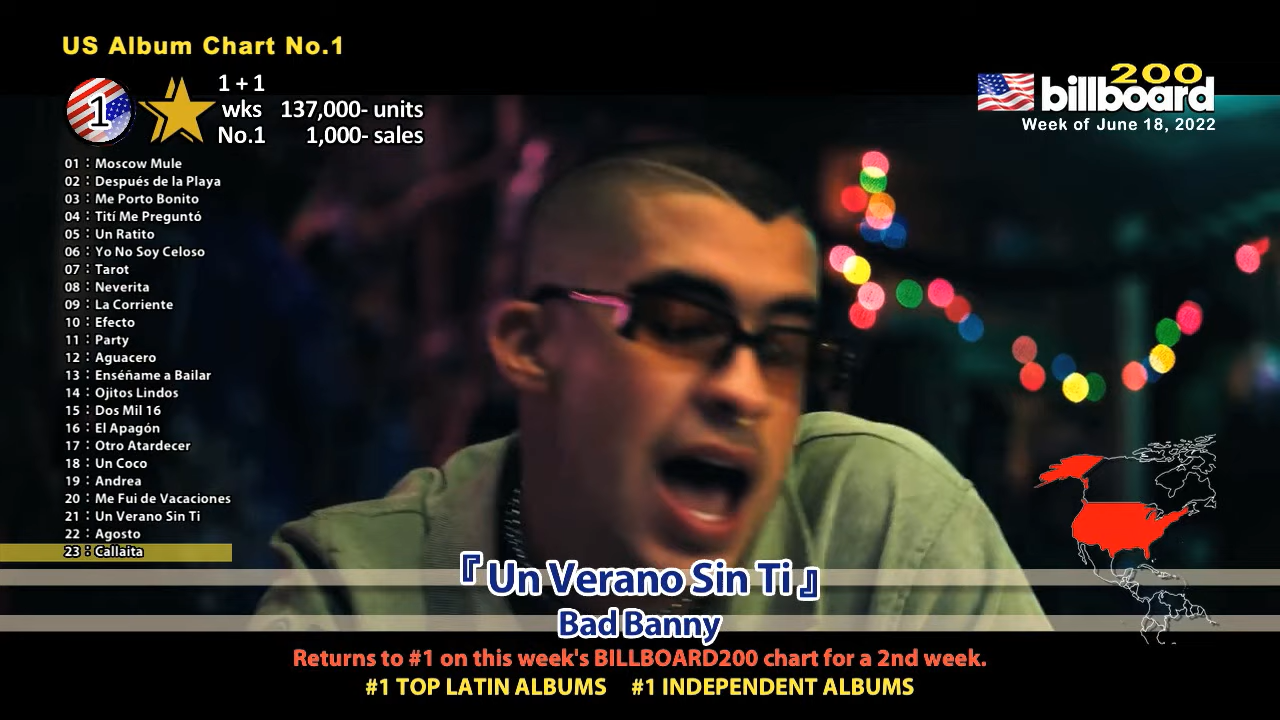 US Album Chart No.1
200
billboard
Week of June 18, 2022
1
1 + 1
wks 137,000- units
No.1 1,000- sales
01 : Moscow Mule
02 : Después de la Playa
03 : Me Porto Bonito
04 : Tití Me Preguntó
05 : Un Ratito
06 : Yo No Soy Celoso
07 : Tarot
08 : Neverita
09 : La Corriente
10 : Efecto
11 : Party
12 : Aguacero
13 : Enséñame a Bailar
14 : Ojitos Lindos
15 : Dos Mil 16
16 : El Apagón
17 : Otro Atardecer
18 : Un Coco
19 : Andrea
20 : Me Fui de Vacaciones
21 : Un Verano Sin Ti
22 : Agosto
23 : Callaita
『Un Verano Sin Ti』
Bad Banny
Returns to #1 on this week's BILLBOARD200 chart for a 2nd week.
#1 TOP LATIN ALBUMS #1 INDEPENDENT ALBUMS